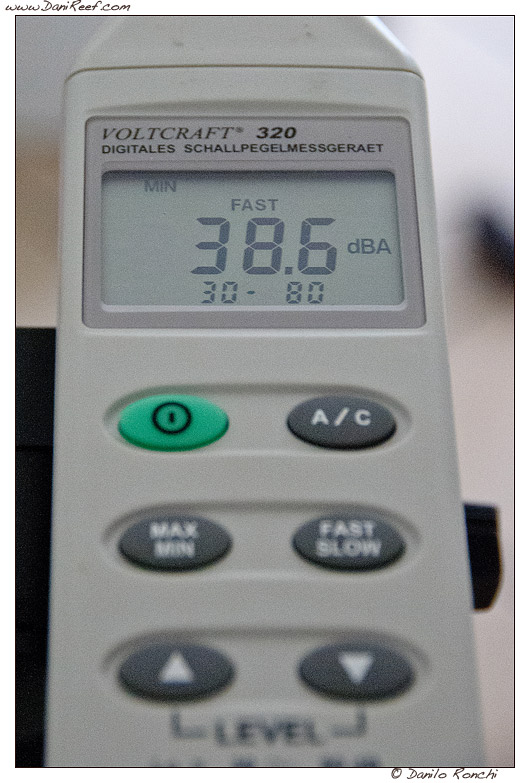 www.DaniReef.com
VOLTCRAFT® 320
DIGITALES SCHALLPEGELMESSGERAET
MIN
FAST
38.6 dBA
30- 80
A/C
MAX
MIN
FAST
SLOW
LEVEL
© Danilo Ronchi